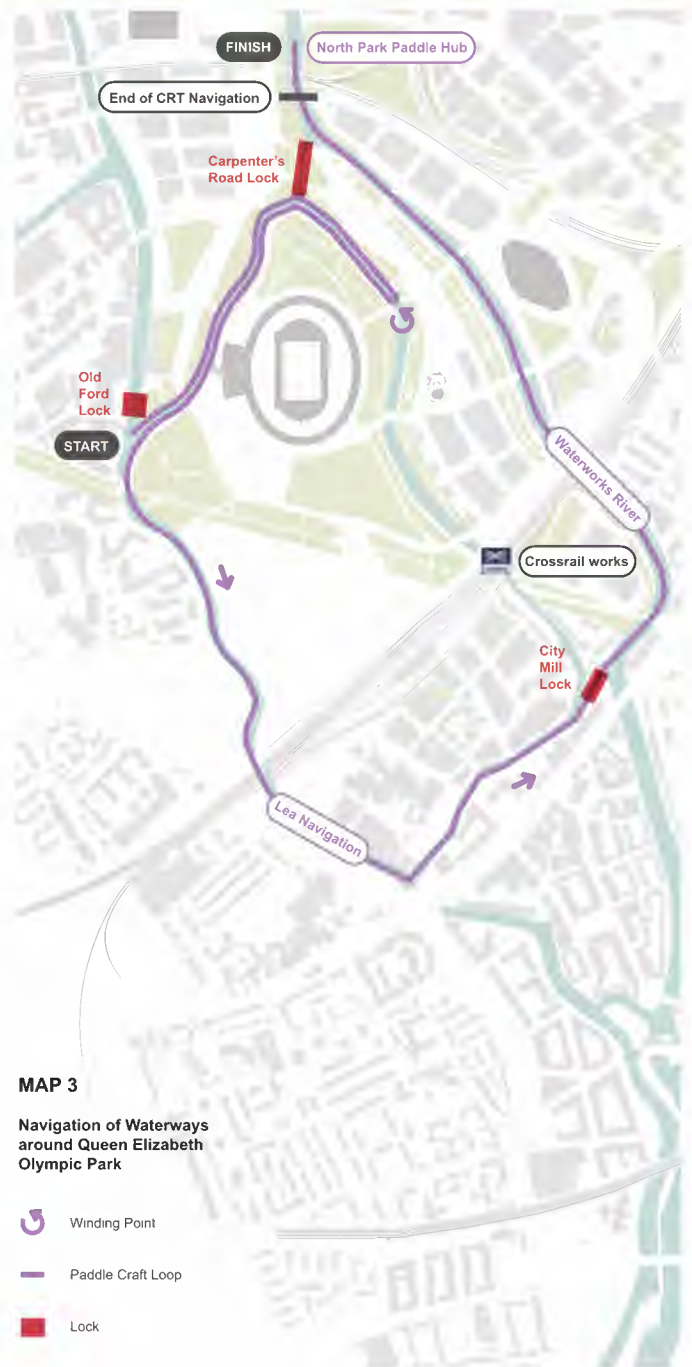 FINISH
North Park Paddle Hub
End of CRT Navigation
Carpenter's
Road Lock
Old
Ford
Lock
START
Waterworks River
Crossrail works
City
Mill
Lock
Lea Navigation
MAP 3
Navigation of Waterways
around Queen Elizabeth
Olympic Park
Winding Point
Paddle Craft Loop
Lock